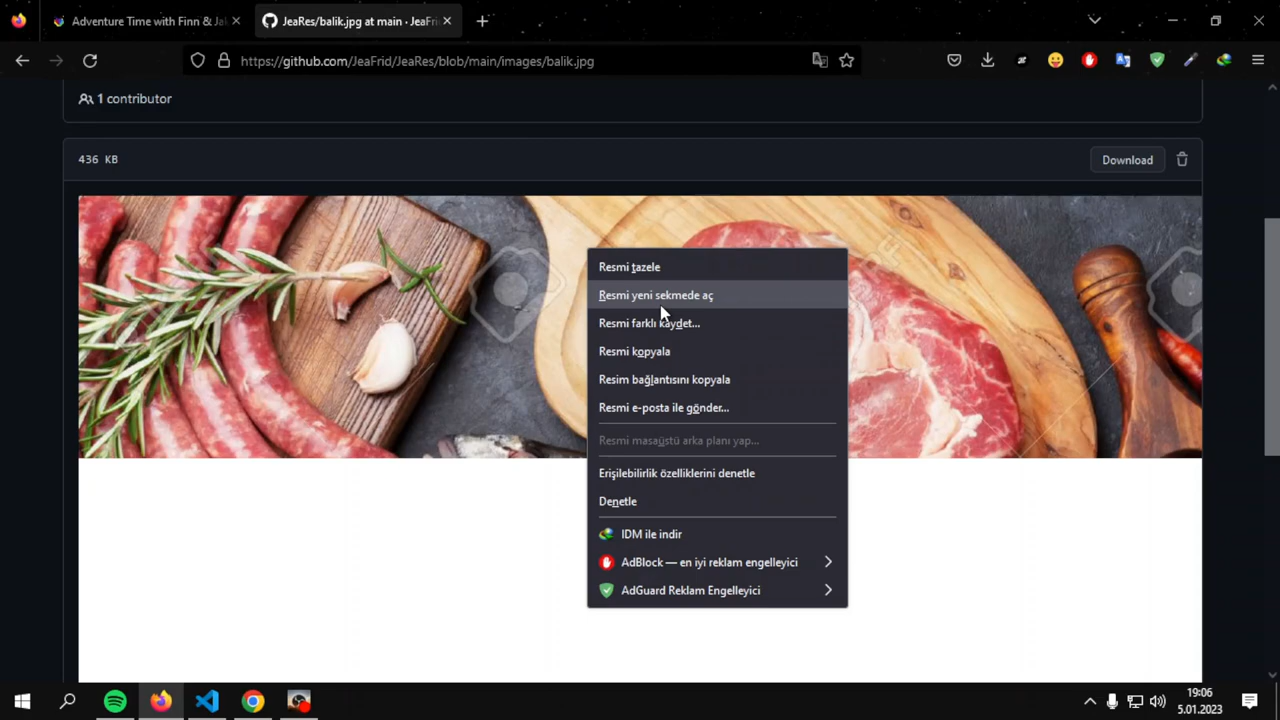 Adventure Time with Finn & Ja
JeaRes/balik.jpg at main · JeaFri
https://github.com/JeaFrid/JeaRes/blob/main/images/balik.jpg
1 contributor
436 KB
Download
Resmi tazele
Resmi yeni sekmede aç
Resmi farklı kaydet...
Resmi kopyala
Resim bağlantısını kopyala
Resmi e-posta ile gönder...
Resmi masaüstü arka planı yap...
Erişilebilirlik özelliklerini denetle
Denetle
IDM ile indir
AdBlock — en iyi reklam engelleyici
AdGuard Reklam Engelleyici
19:06
5.01.2023